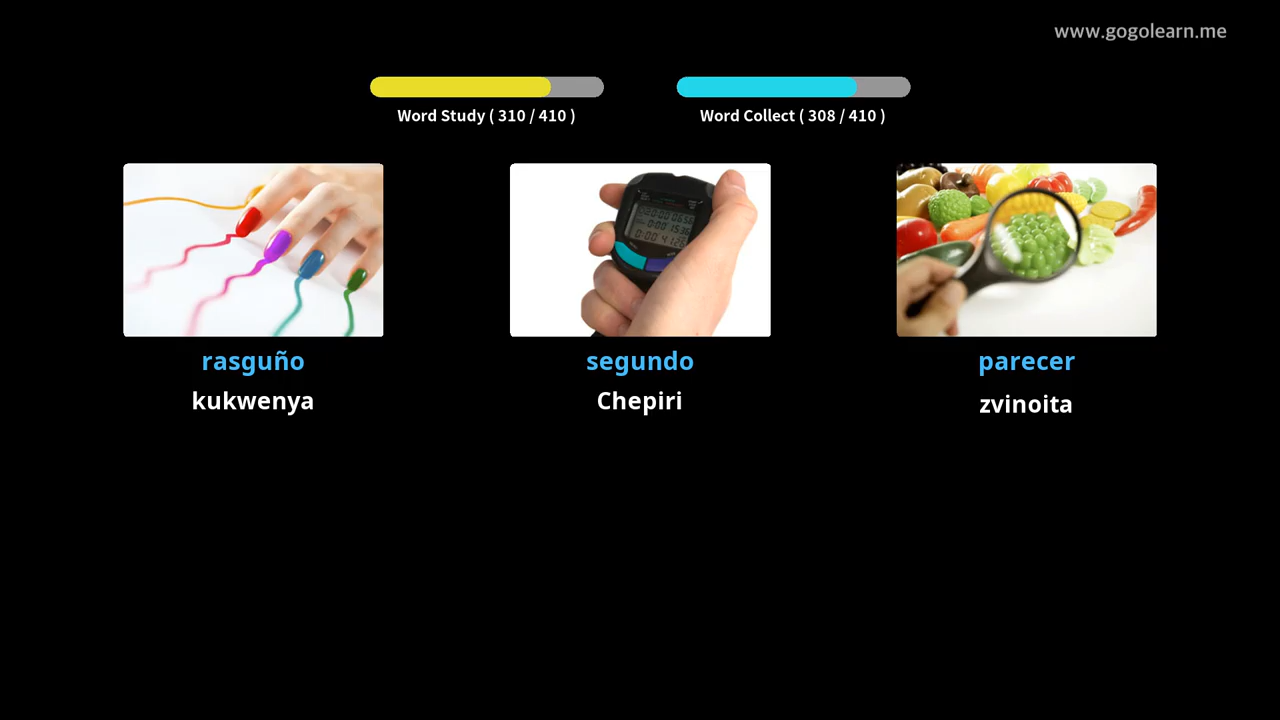 www.gogolearn.me
Word Study ( 310 / 410 )
Word Collect ( 308 / 410 )
rasguño
segundo
parecer
kukwenya
Chepiri
zvinoita